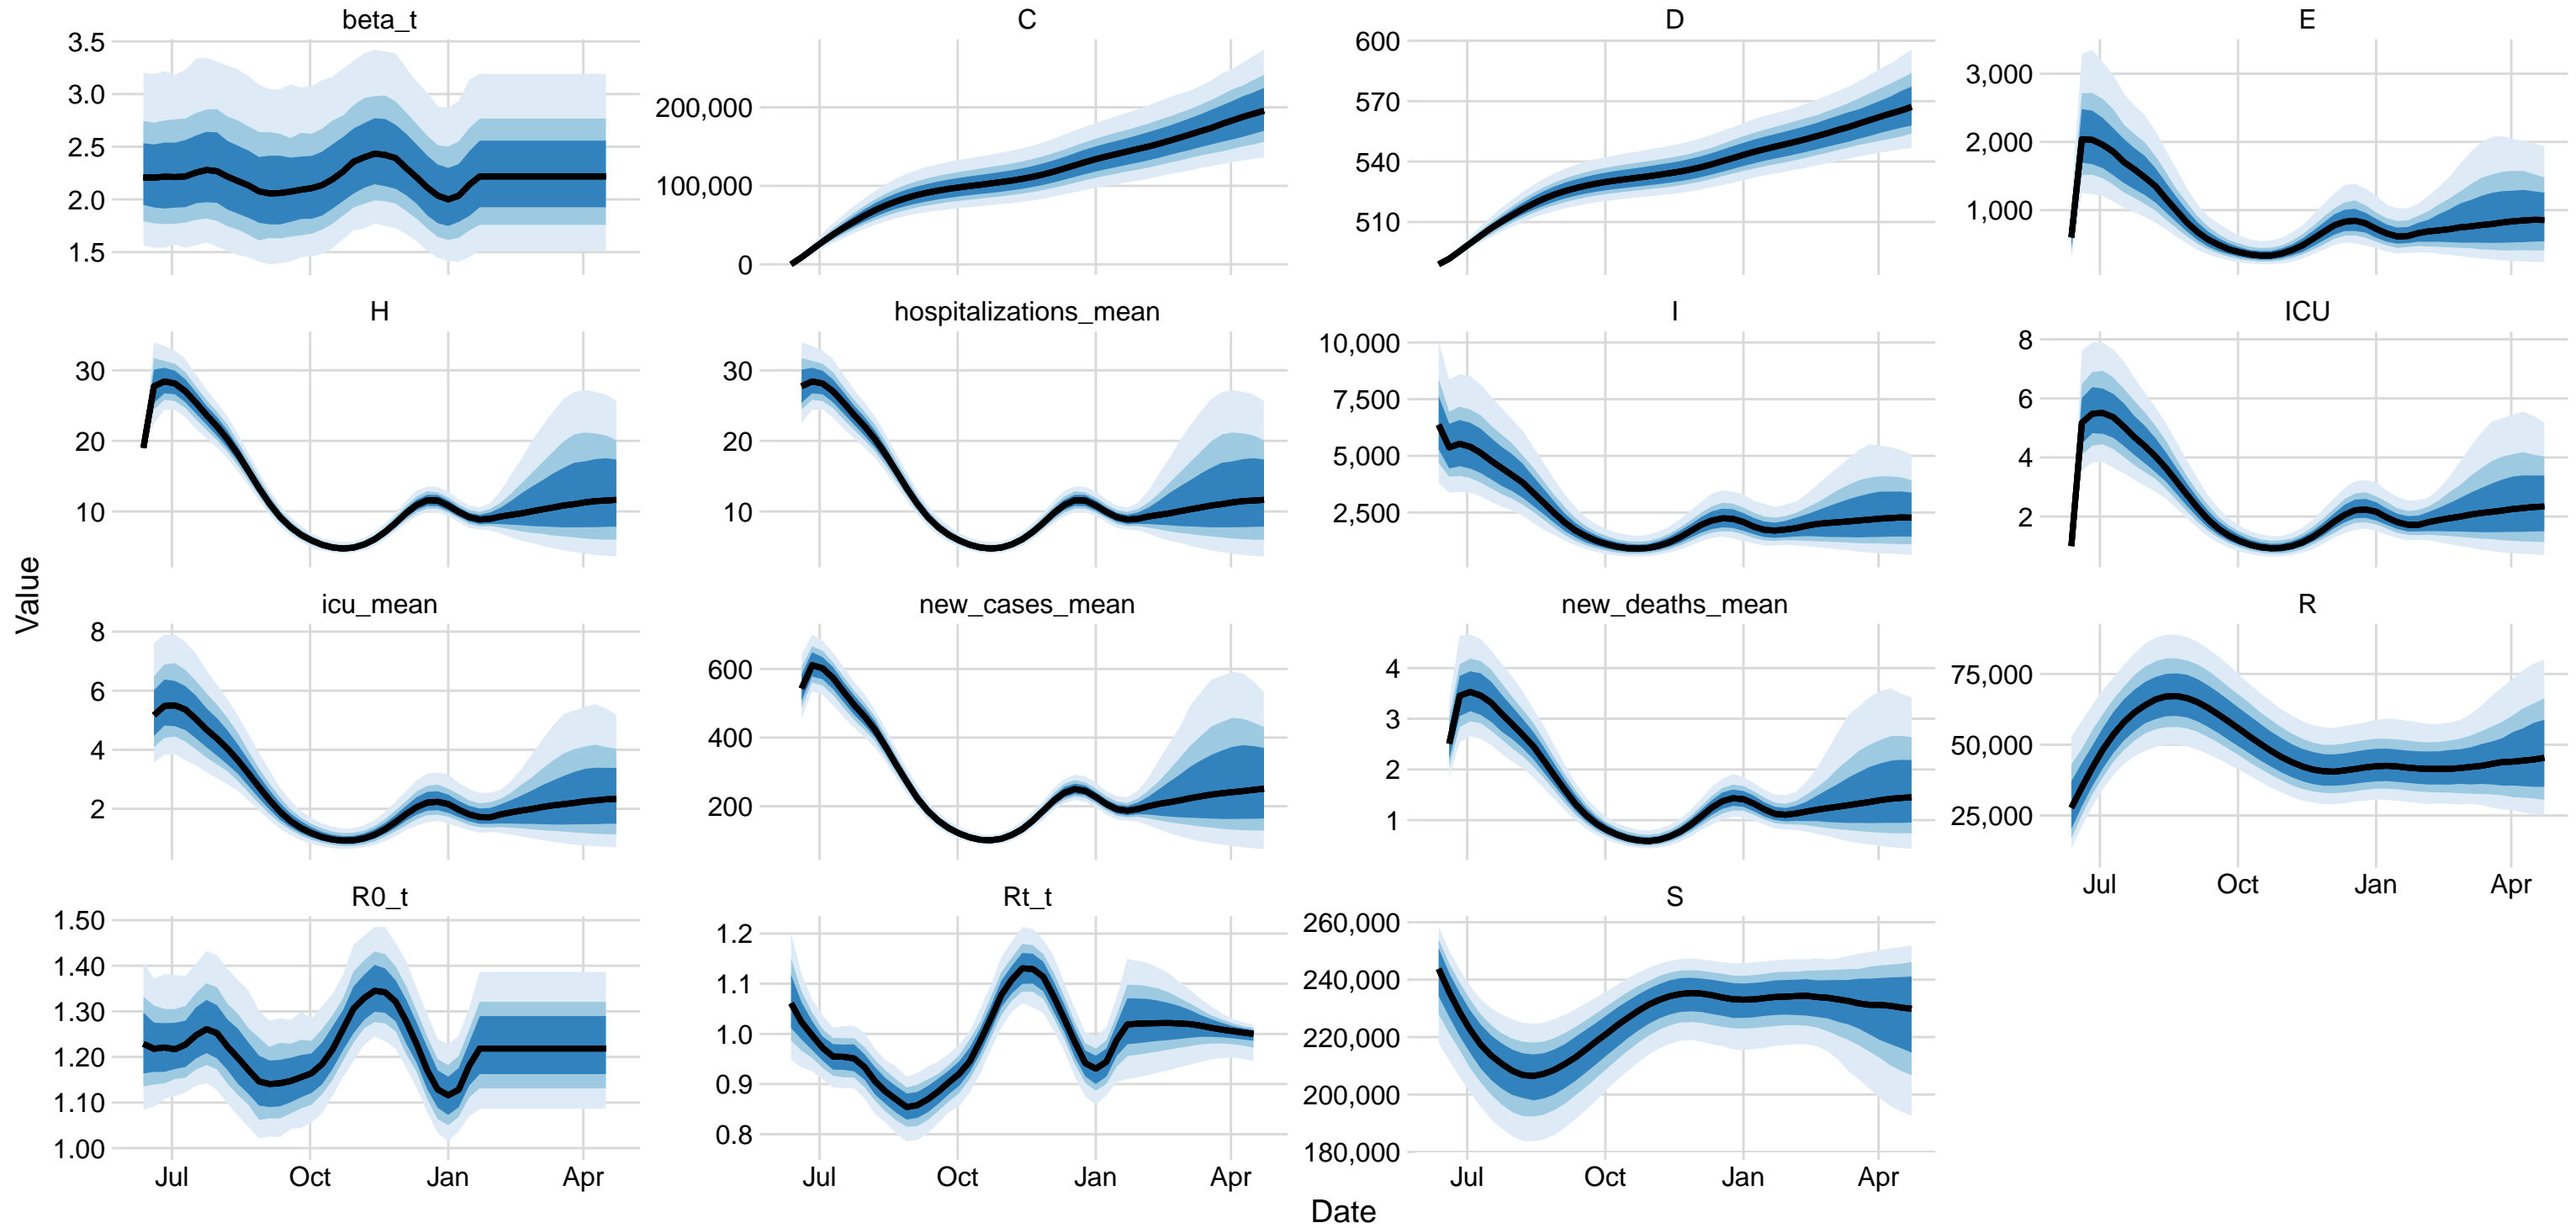 beta_t
3.5
3.0
2.5
2.0
1.5
C
200,000
100,000
0
D
600
570
540
510
E
3,000
2,000
1,000
H
30
20
10
hospitalizations_mean
30
20
10
I
10,000
7,500
5,000
2,500
ICU
8
6
4
2
Value
icu_mean
8
6
4
2
new_cases_mean
600
400
200
new_deaths_mean
4
3
2
1
R
75,000
50,000
25,000
Jul Oct Jan Apr
R0_t
1.50
1.40
1.30
1.20
1.10
1.00
Jul Oct Jan Apr
Rt_t
1.2
1.1
1.0
0.9
0.8
Jul Oct Jan Apr
S
260,000
240,000
220,000
200,000
180,000
Jul Oct Jan Apr
Date